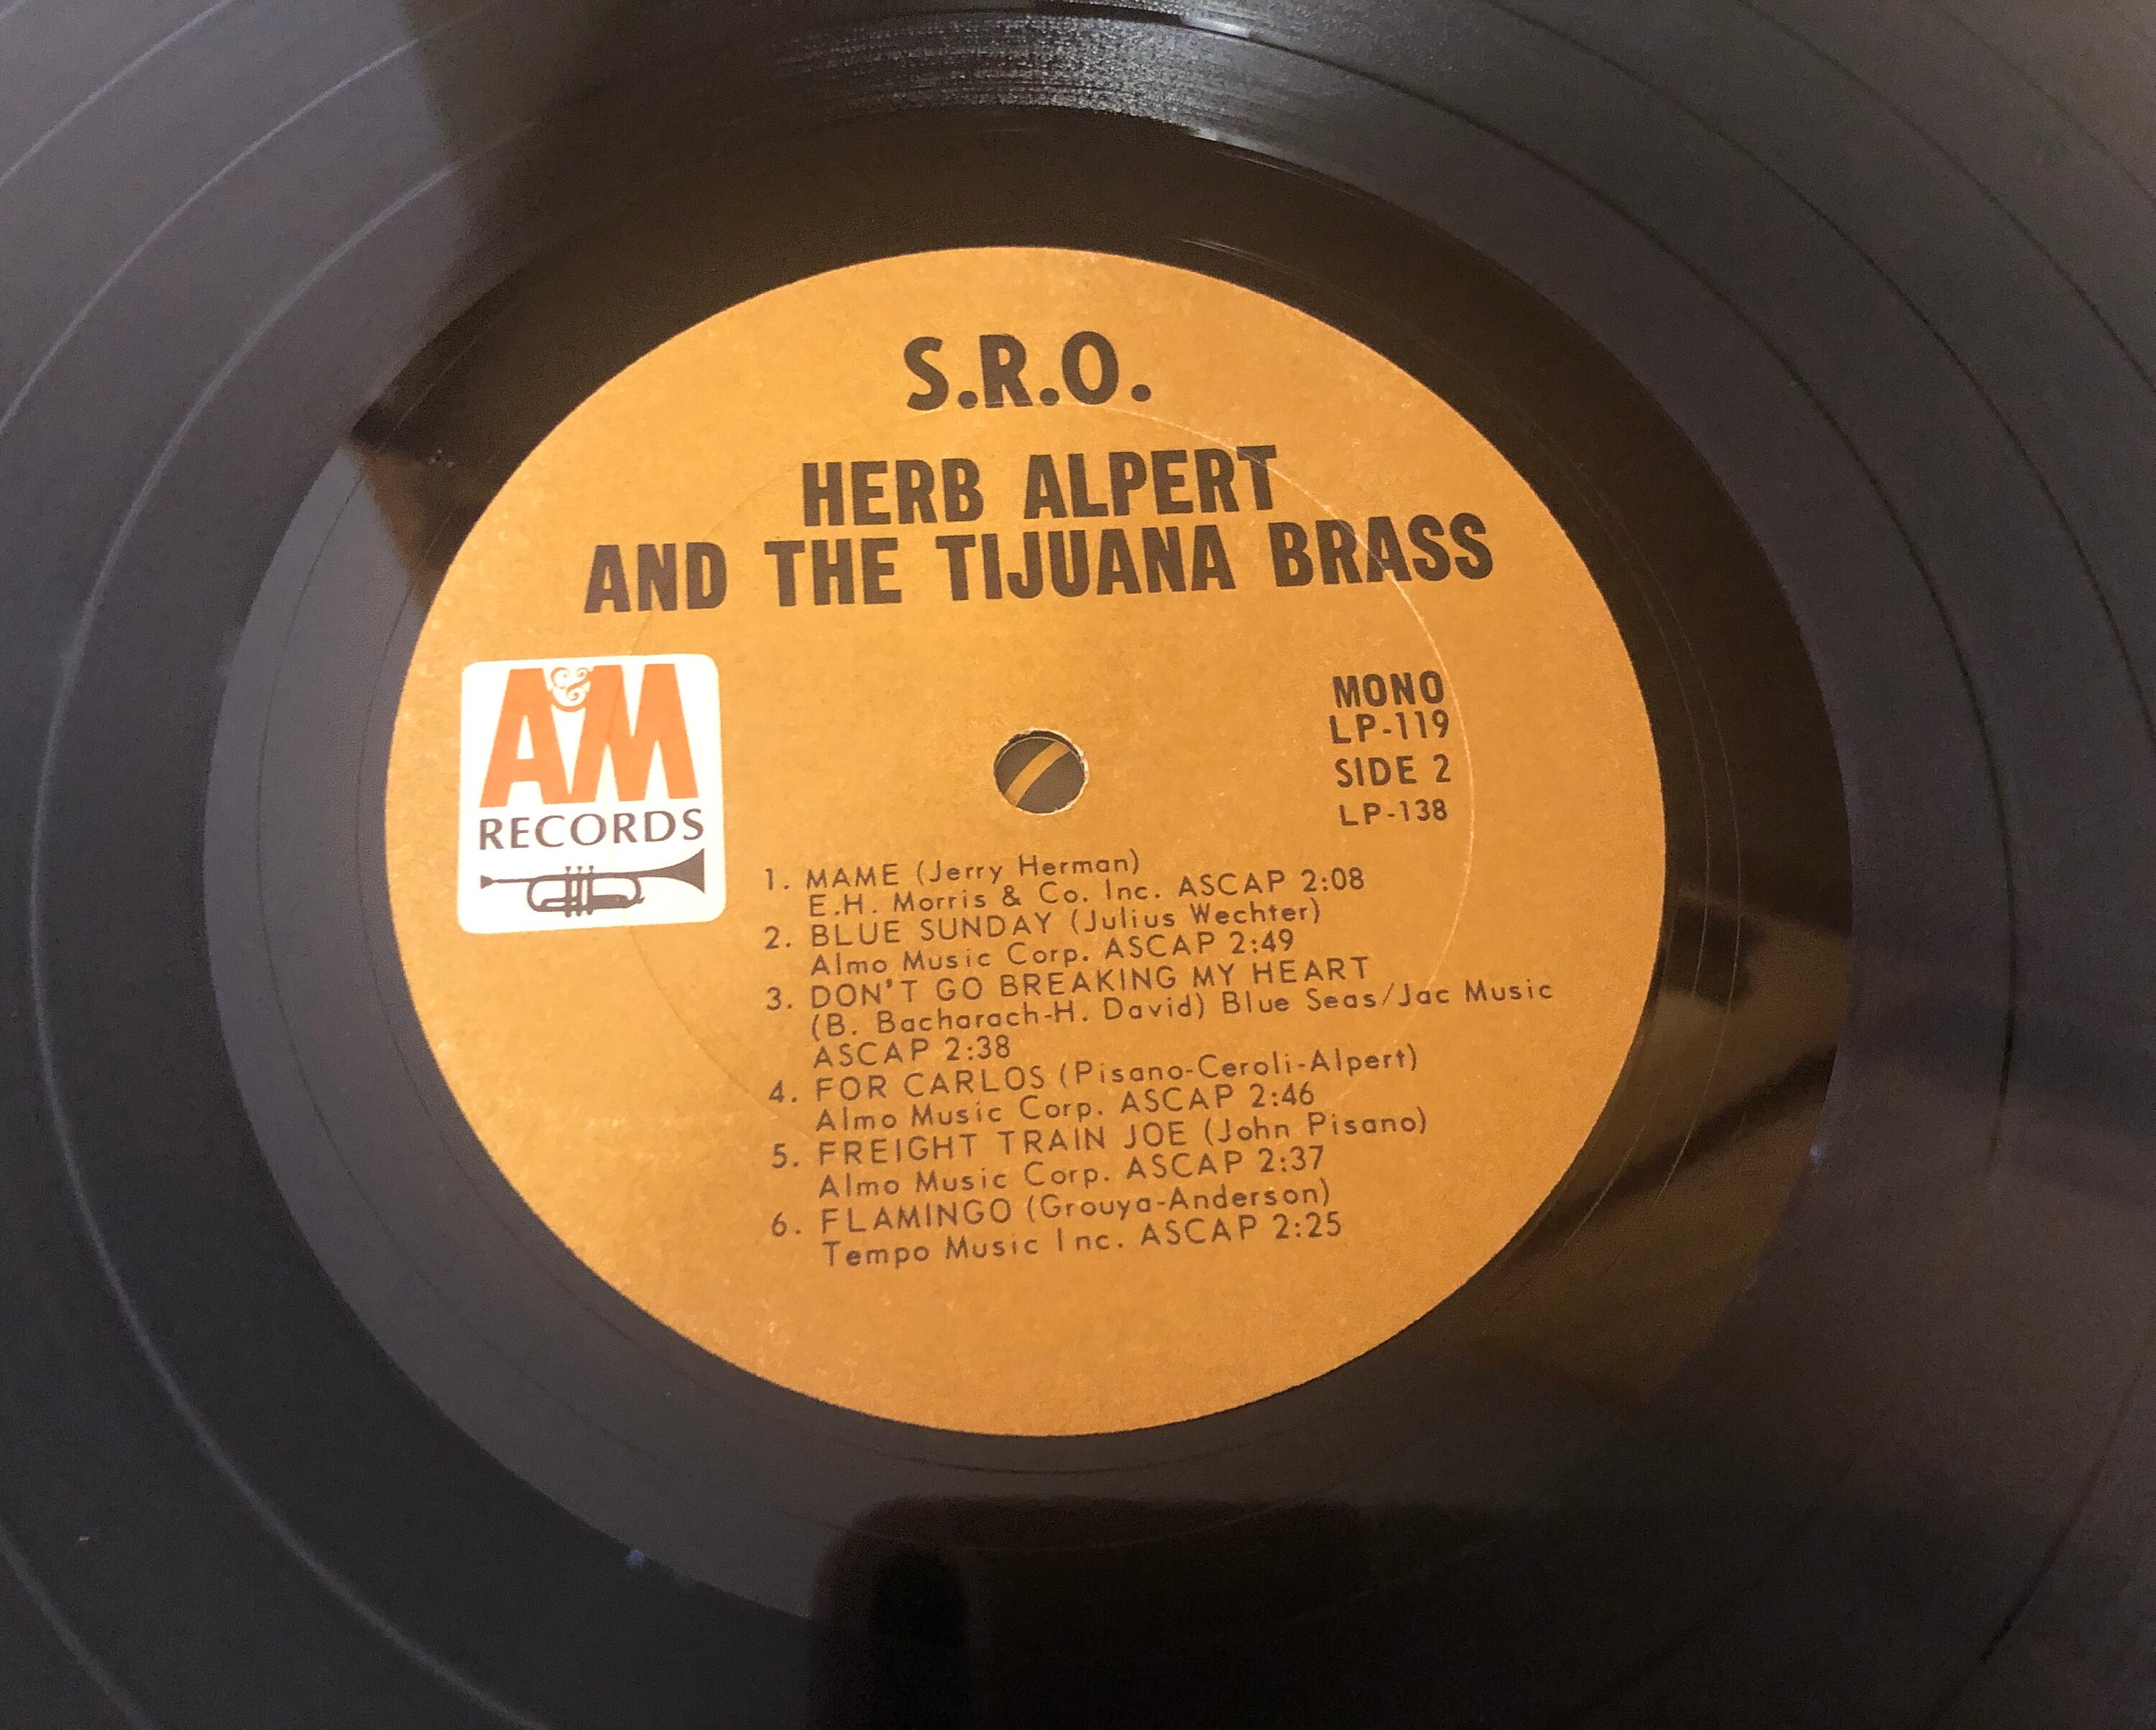 S.R.O.
HERB ALPERT
AND THE TIJUANA BRASS
A&M
RECORDS
MONO
LP-119
SIDE 2
LP-138
1. MAME (Jerry Herman)
E.H. Morris & Co. Inc. ASCAP 2:08
2. BLUE SUNDAY (Julius Wechter)
Almo Music Corp. ASCAP 2:49
3. DON'T GO BREAKING MY HEART
(B. Bacharach-H. David) Blue Seas/Jac Music
ASCAP 2:38
4. FOR CARLOS (Pisano-Ceroli-Alpert)
Almo Music Corp. ASCAP 2:46
5. FREIGHT TRAIN JOE (John Pisano)
Almo Music Corp. ASCAP 2:37
6. FLAMINGO (Grouya-Anderson)
Tempo Music Inc. ASCAP 2:25